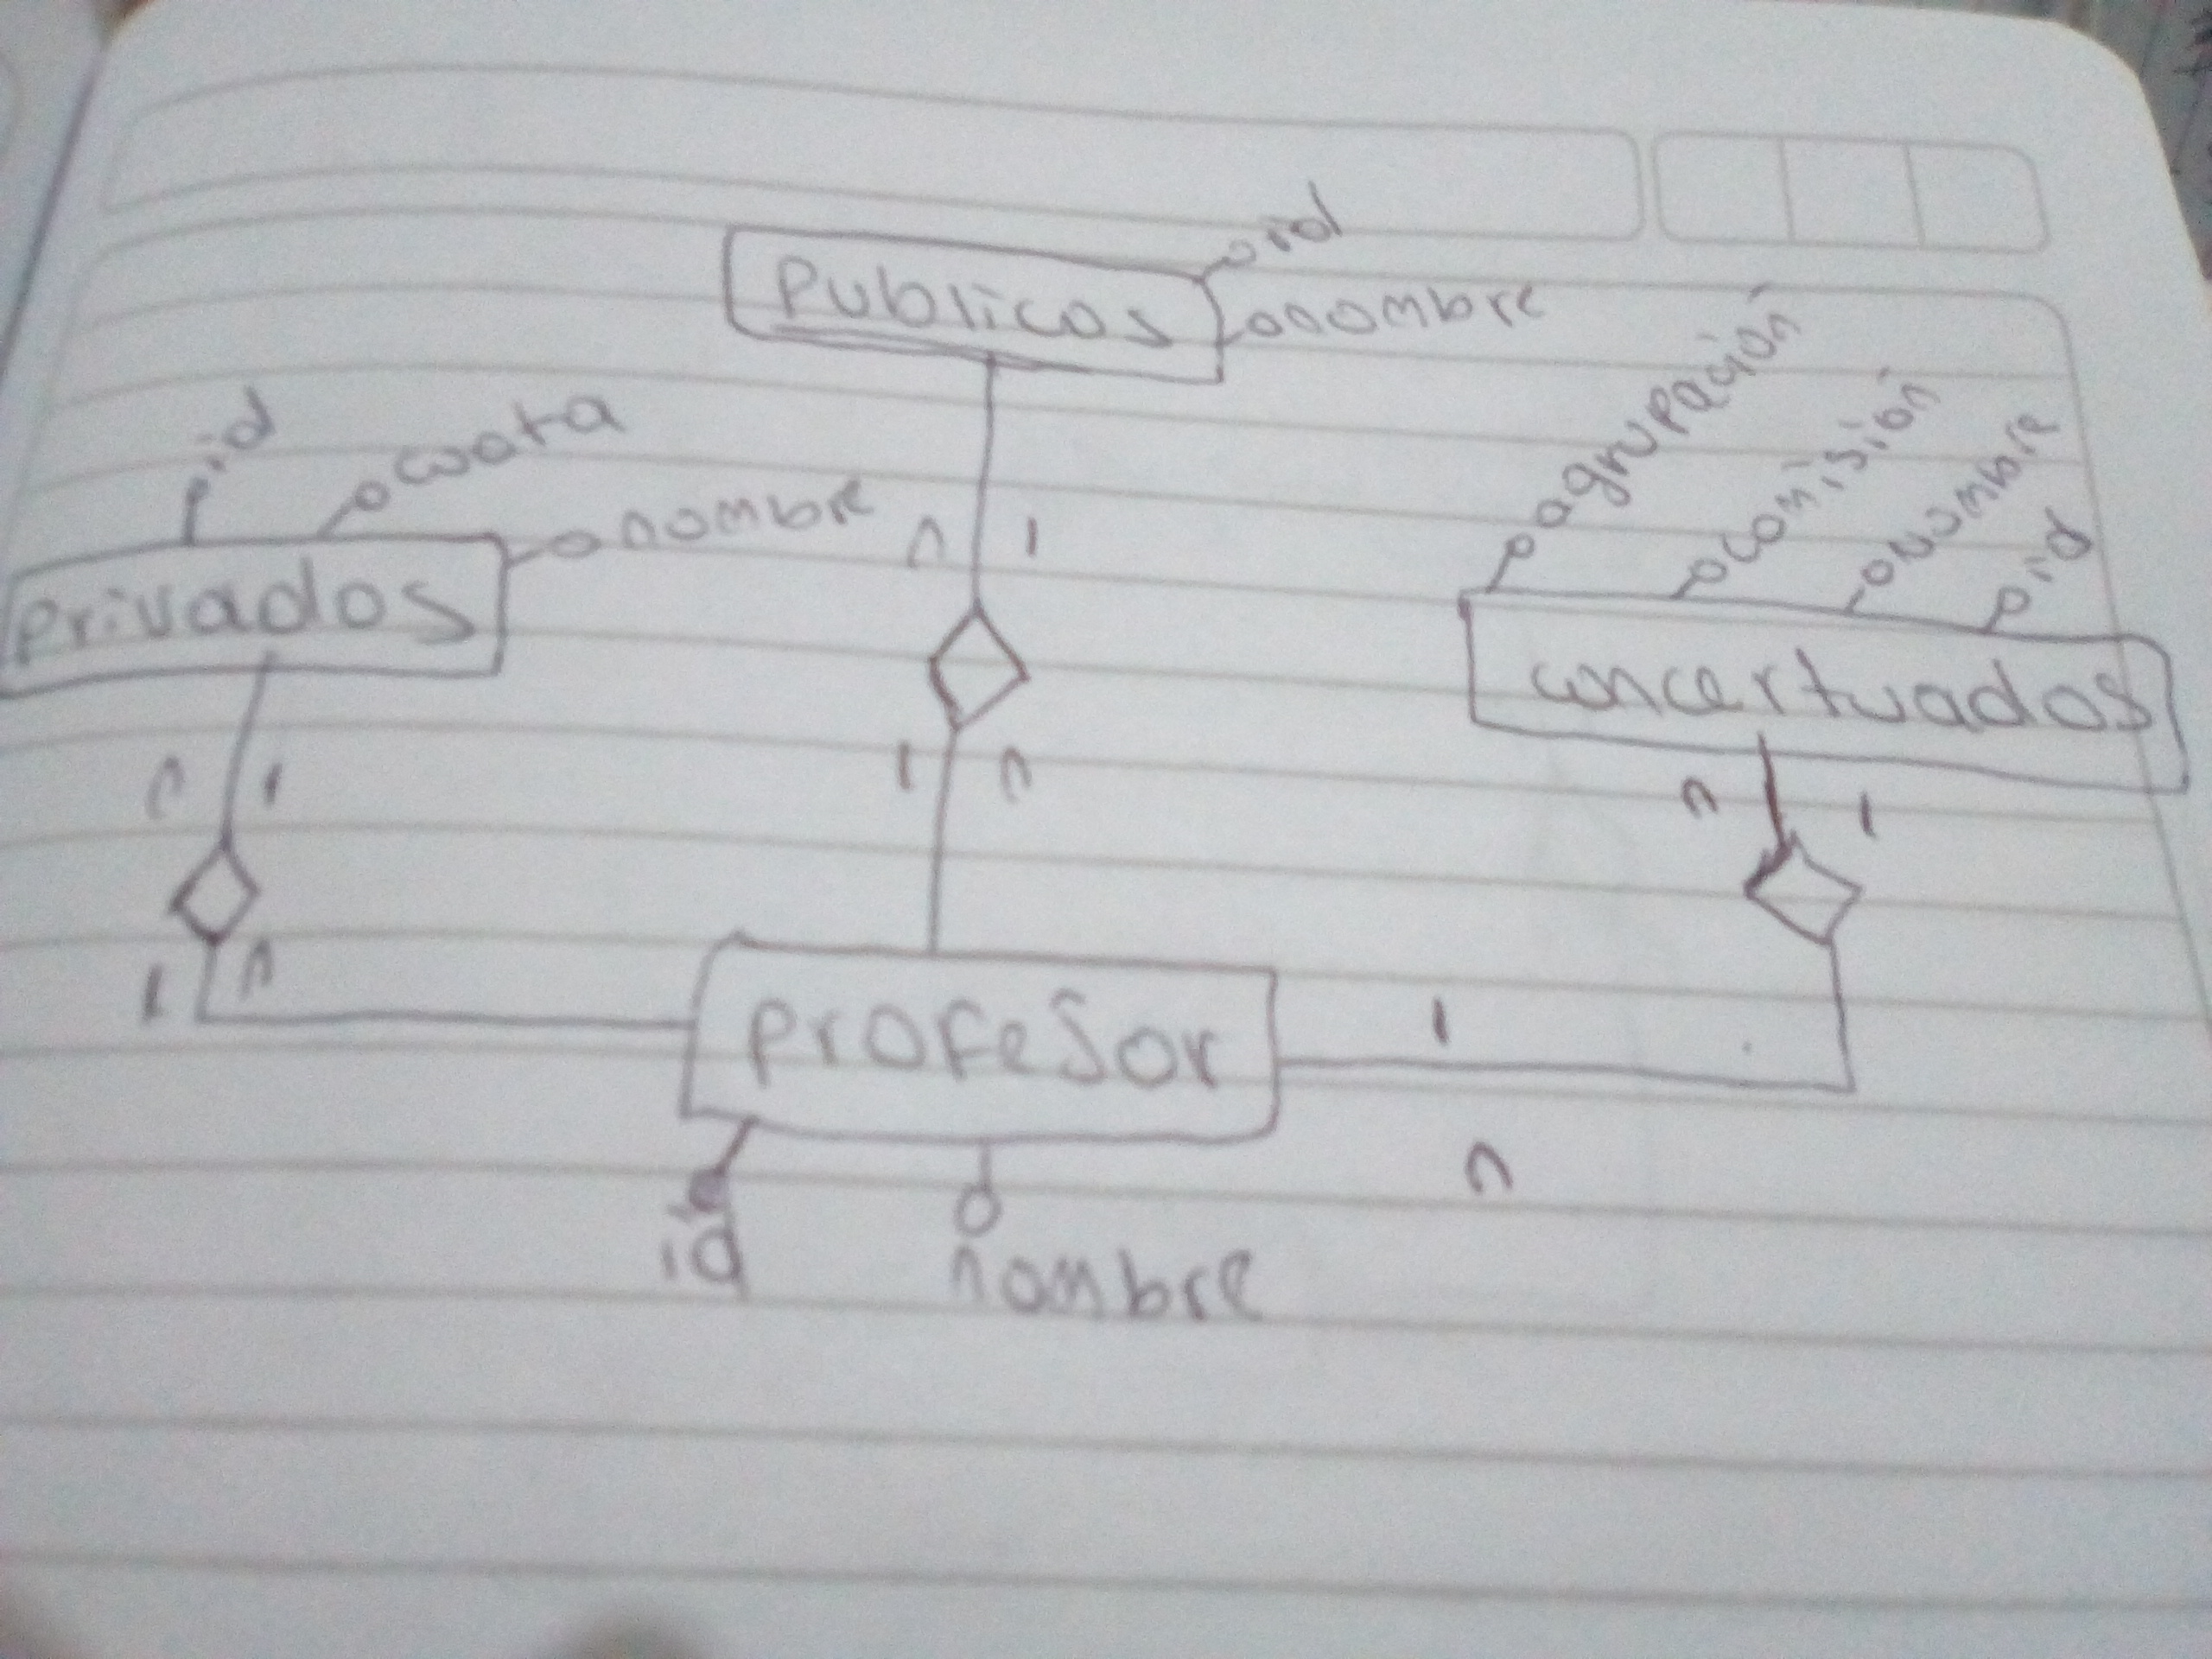 id
Publicos
nombre
agrupación
id
cuota
comisión
nombre
nombre
n 1
id
privados
concertuados
n 1
1 n
n 1
1 n
1
profesor
n
id
nombre